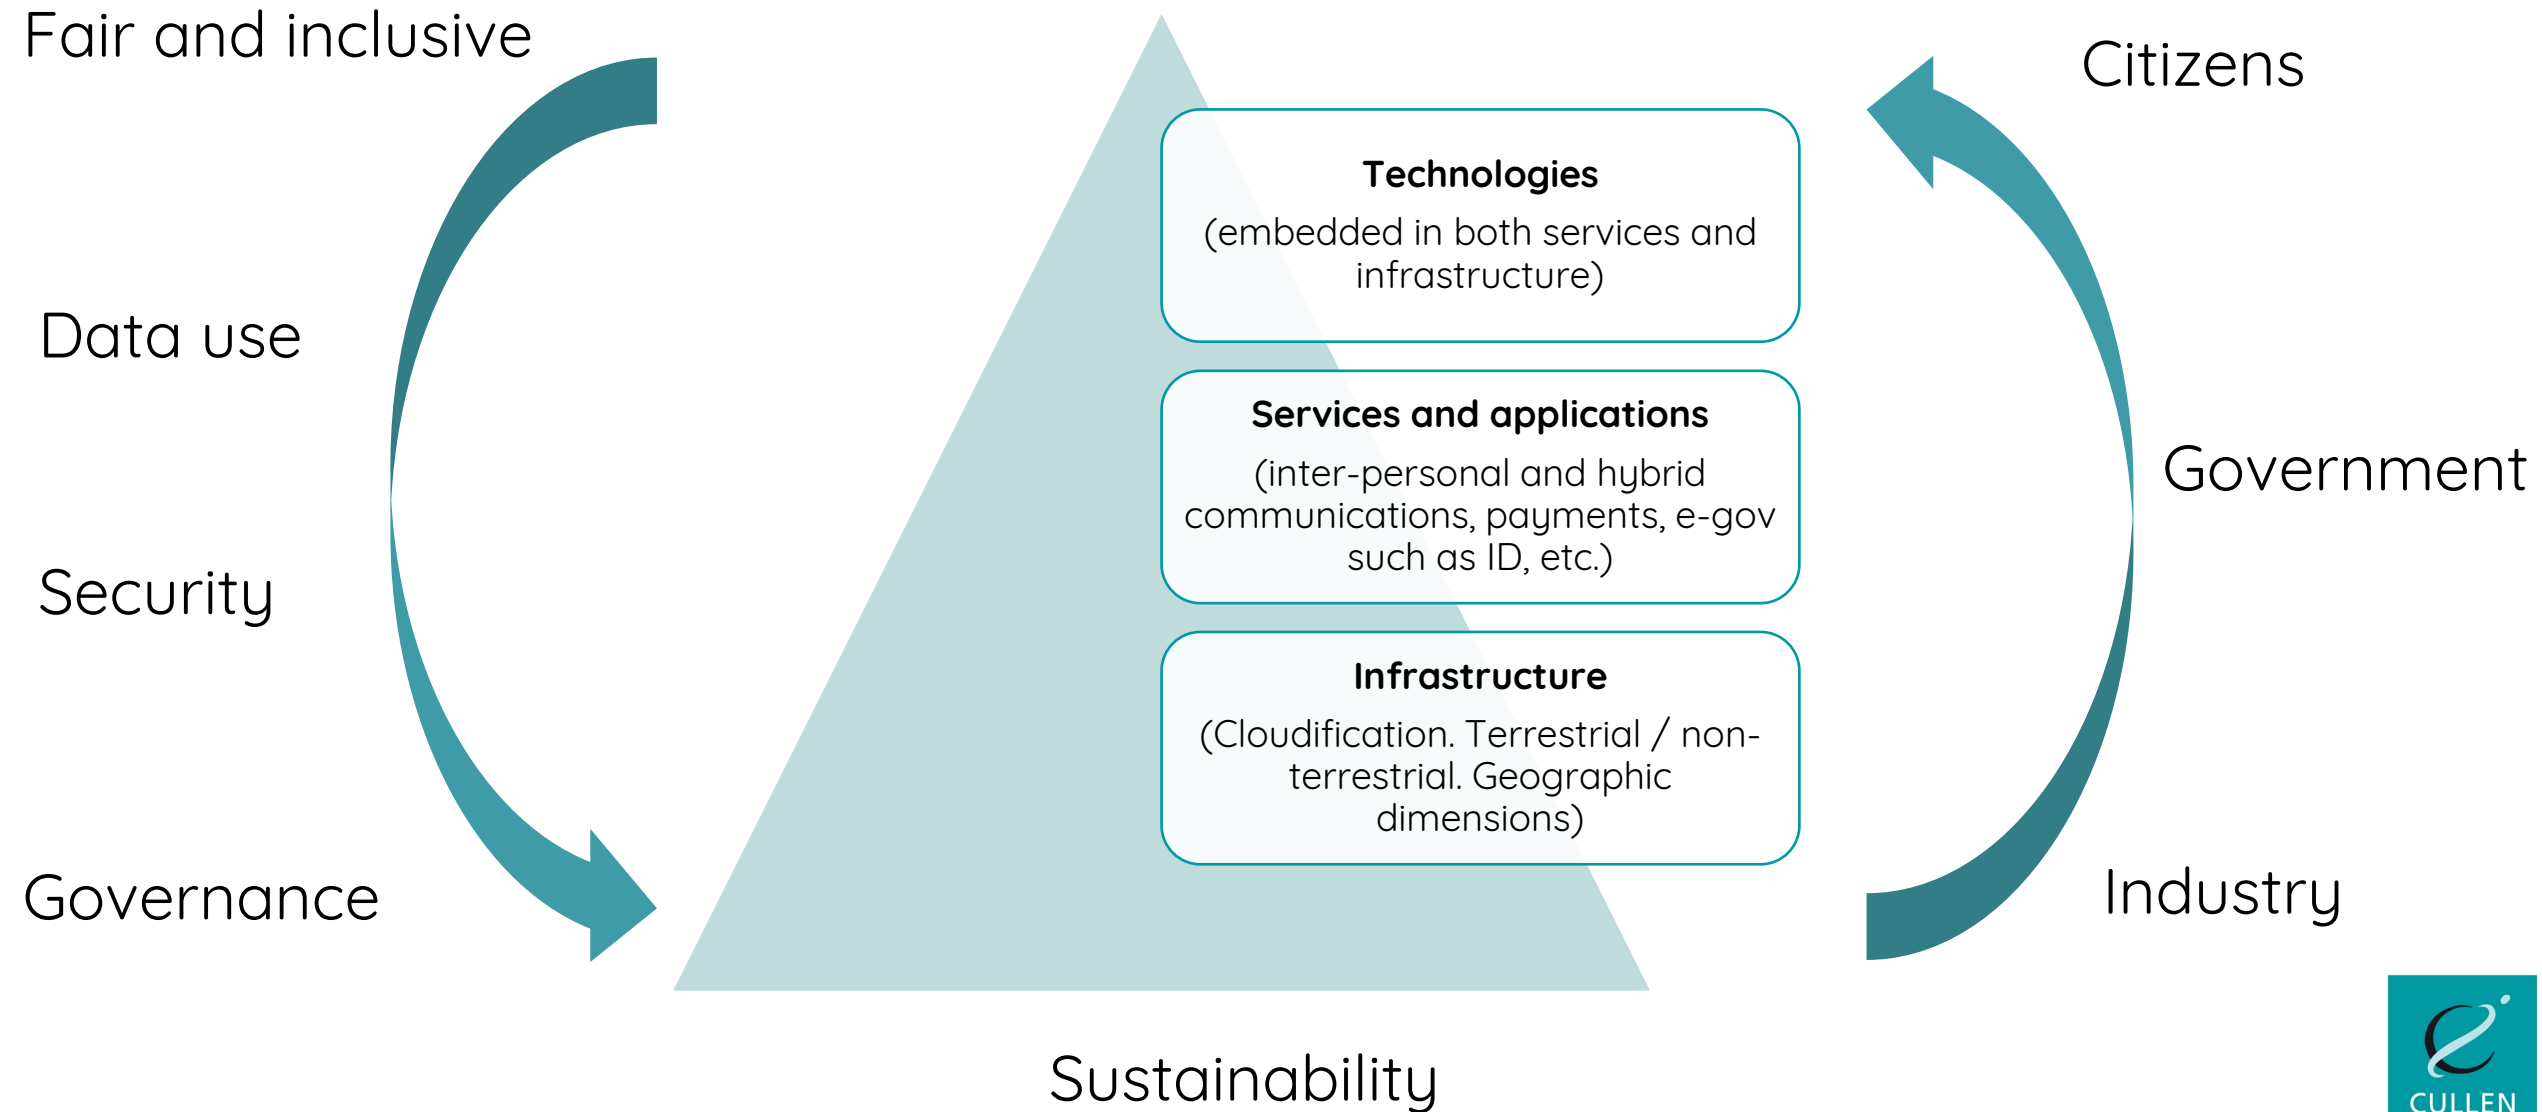 Fair and inclusive
Data use
Security
Governance
Technologies
(embedded in both services and
infrastructure)
Services and applications
(inter-personal and hybrid
communications, payments, e-gov
such as ID, etc.)
Infrastructure
(Cloudification. Terrestrial / non-
terrestrial. Geographic
dimensions)
Citizens
Government
Industry
Sustainability
CULLEN